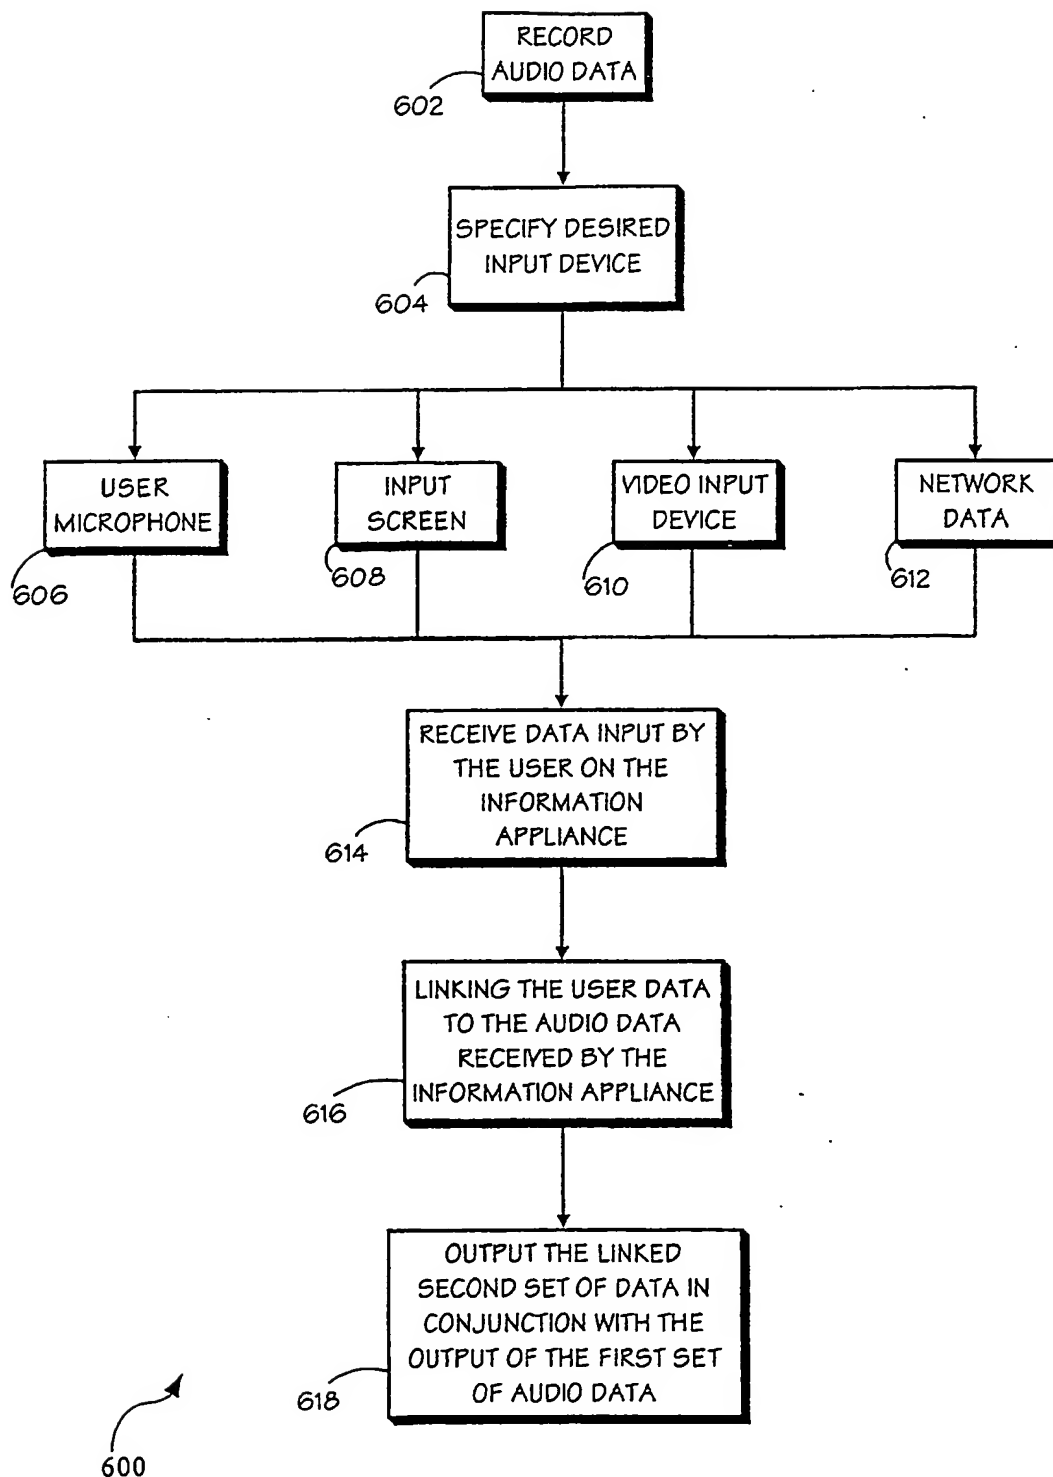 RECORD
AUDIO DATA
602
SPECIFY DESIRED
INPUT DEVICE
604
USER
MICROPHONE
606
INPUT
SCREEN
608
VIDEO INPUT
DEVICE
610
NETWORK
DATA
612
RECEIVE DATA INPUT BY
THE USER ON THE
INFORMATION
APPLIANCE
614
LINKING THE USER DATA
TO THE AUDIO DATA
RECEIVED BY THE
INFORMATION APPLIANCE
616
OUTPUT THE LINKED
SECOND SET OF DATA IN
CONJUNCTION WITH THE
OUTPUT OF THE FIRST SET
OF AUDIO DATA
618
600